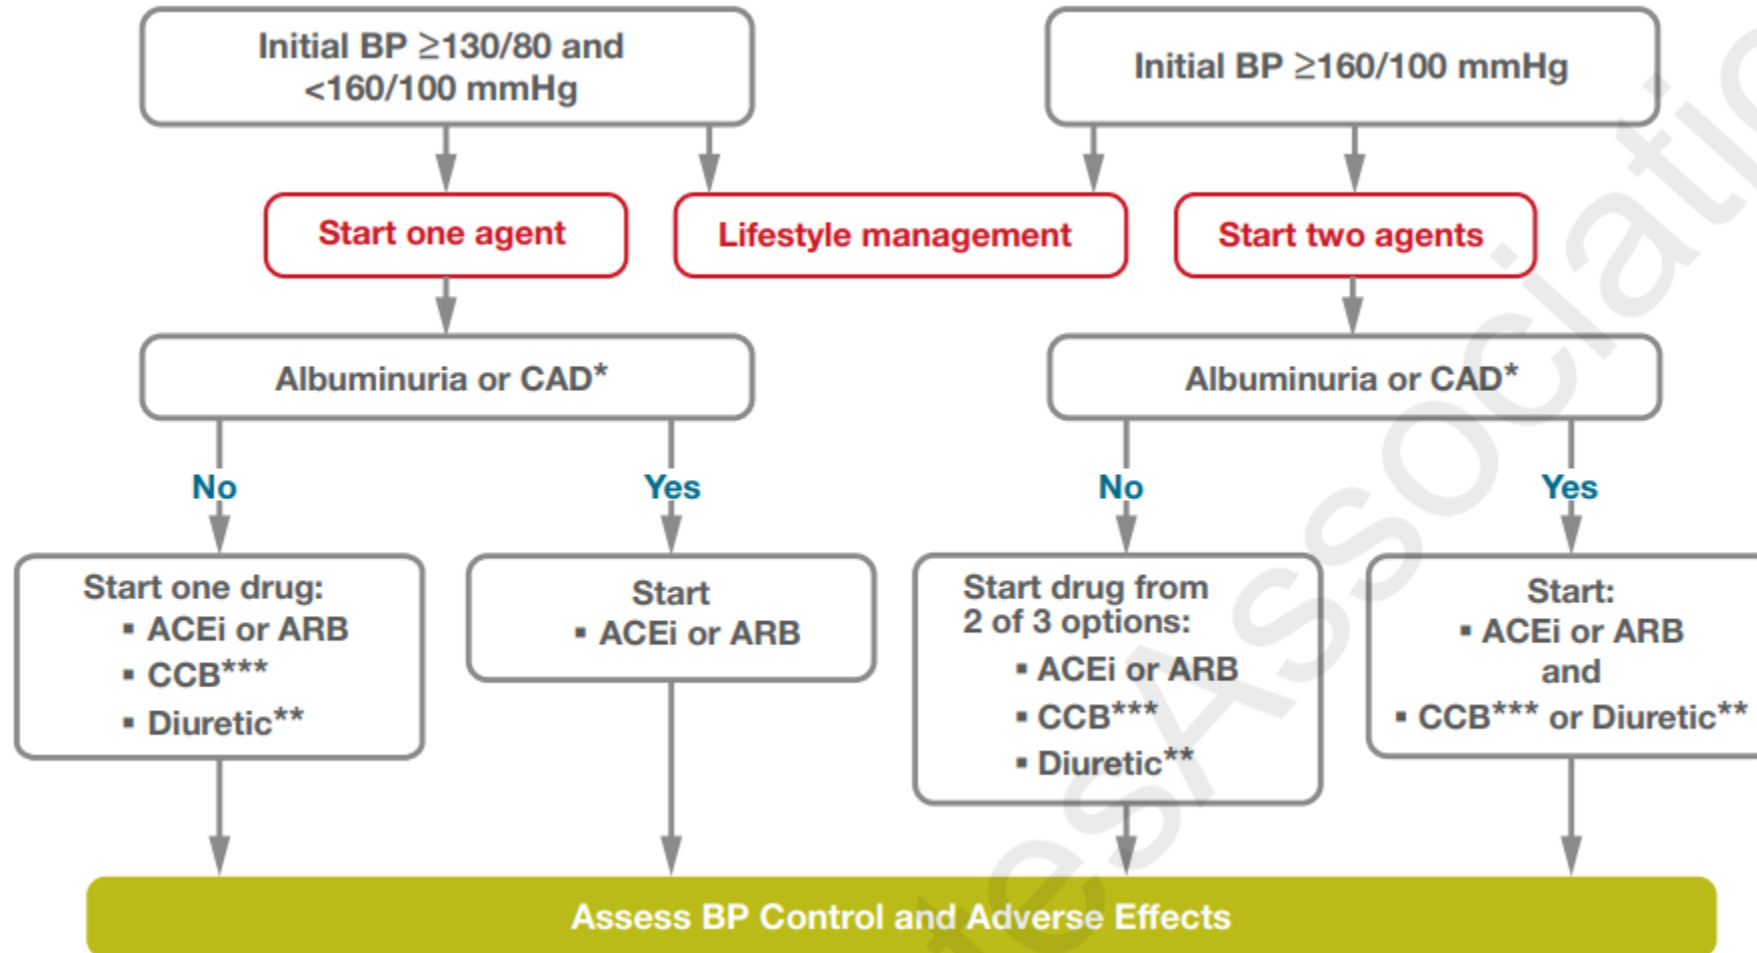 Initial BP ≥130/80 and
<160/100 mmHg
Initial BP ≥160/100 mmHg
Start one agent
Lifestyle management
Start two agents
Albuminuria or CAD*
Albuminuria or CAD*
No
Yes
No
Yes
Start one drug:
▪ ACEi or ARB
▪ CCB***
▪ Diuretic**
Start
▪ ACEi or ARB
Start drug from
2 of 3 options:
▪ ACEi or ARB
▪ CCB***
▪ Diuretic**
Start:
▪ ACEi or ARB
and
▪ CCB*** or Diuretic**
Assess BP Control and Adverse Effects